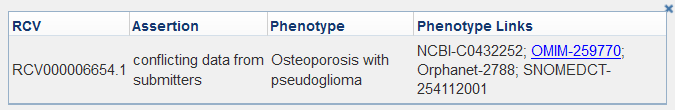 RCV Assertion Phenotype Phenotype Links
RCV000006654.1 conflicting data from submitters Osteoporosis with pseudoglioma NCBI-C0432252; OMIM-259770; Orphanet-2788; SNOMEDCT-254112001